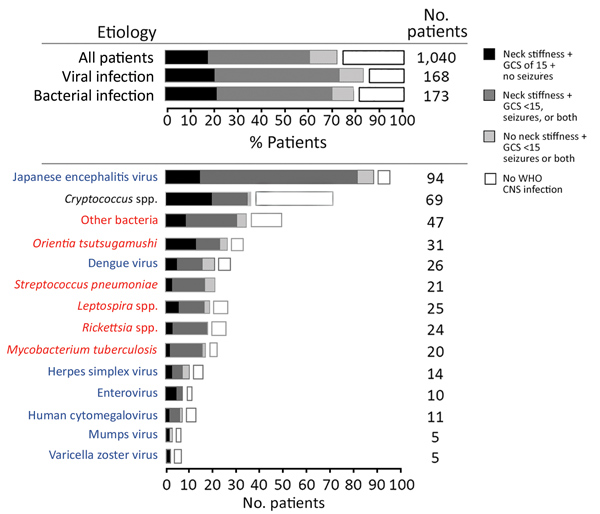 Etiology
No. patients
All patients 1,040
Viral infection 168
Bacterial infection 173
0 10 20 30 40 50 60 70 80 90 100
% Patients
Neck stiffness +
GCS of 15 +
no seizures
Neck stiffness +
GCS <15,
seizures, or both
No neck stiffness +
GCS <15
seizures or both
No WHO
CNS infection
Japanese encephalitis virus 94
Cryptococcus spp. 69
Other bacteria 47
Orientia tsutsugamushi 31
Dengue virus 26
Streptococcus pneumoniae 21
Leptospira spp. 25
Rickettsia spp. 24
Mycobacterium tuberculosis 20
Herpes simplex virus 14
Enterovirus 10
Human cytomegalovirus 11
Mumps virus 5
Varicella zoster virus 5
0 10 20 30 40 50 60 70 80 90 100
No. patients